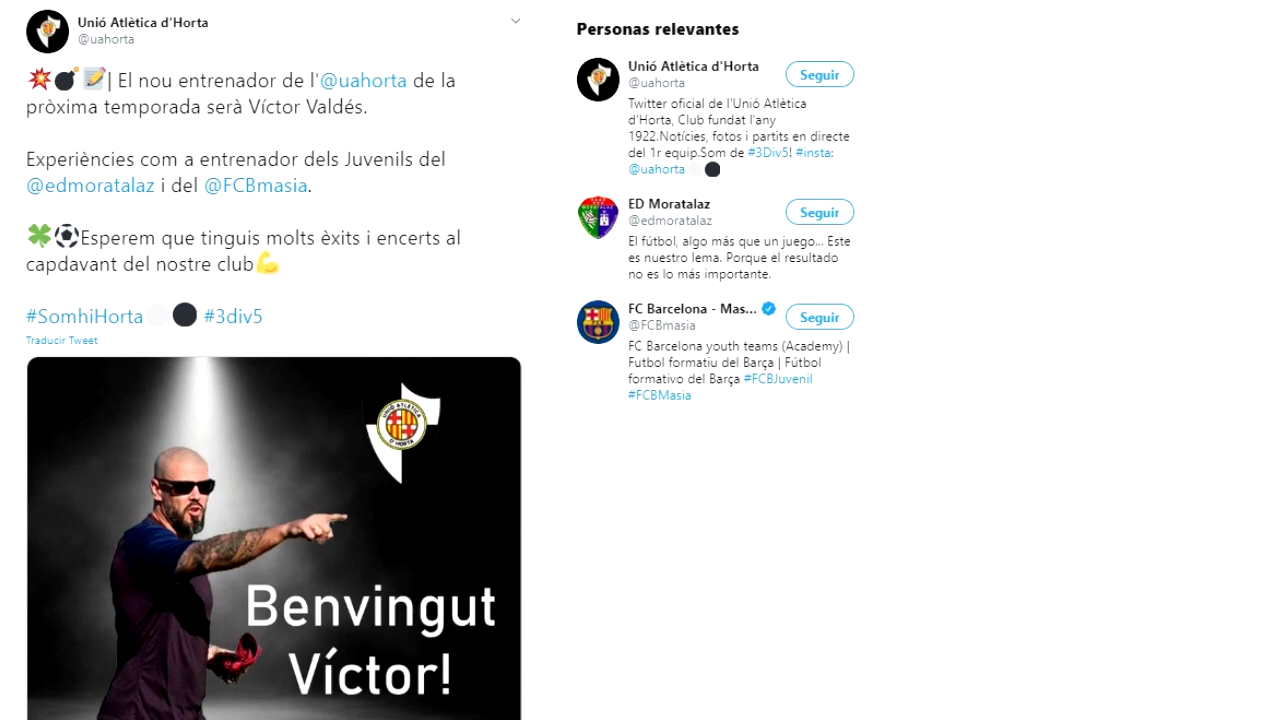 Unió Atlètica d'Horta
@uahorta
💥💣📝| El nou entrenador de l'@uahorta de la
pròxima temporada serà Víctor Valdés.
Experiències com a entrenador dels Juvenils del
@edmoratalaz i del @FCBmasia.
🍀⚽Esperem que tinguis molts èxits i encerts al
capdavant del nostre club💪
#SomhiHorta ⚪⚫ #3div5
Traducir Tweet
UNIÓ ATLÈTICA
D'HORTA
Benvingut
Víctor!
Personas relevantes
Unió Atlètica d'Horta
@uahorta
Seguir
Twitter oficial de l'Unió Atlètica
d'Horta, Club fundat l'any
1922.Notícies, fotos i partits en directe
del 1r equip.Som de #3Div5! #insta:
@uahorta ⚪⚫
ED Moratalaz
@edmoratalaz
Seguir
El fútbol, algo más que un juego... Este
es nuestro lema. Porque el resultado
no es lo más importante.
FC Barcelona - Mas...
@FCBmasia
Seguir
FC Barcelona youth teams (Academy) |
Futbol formatiu del Barça | Fútbol
formativo del Barça #FCBJuvenil
#FCBMasia